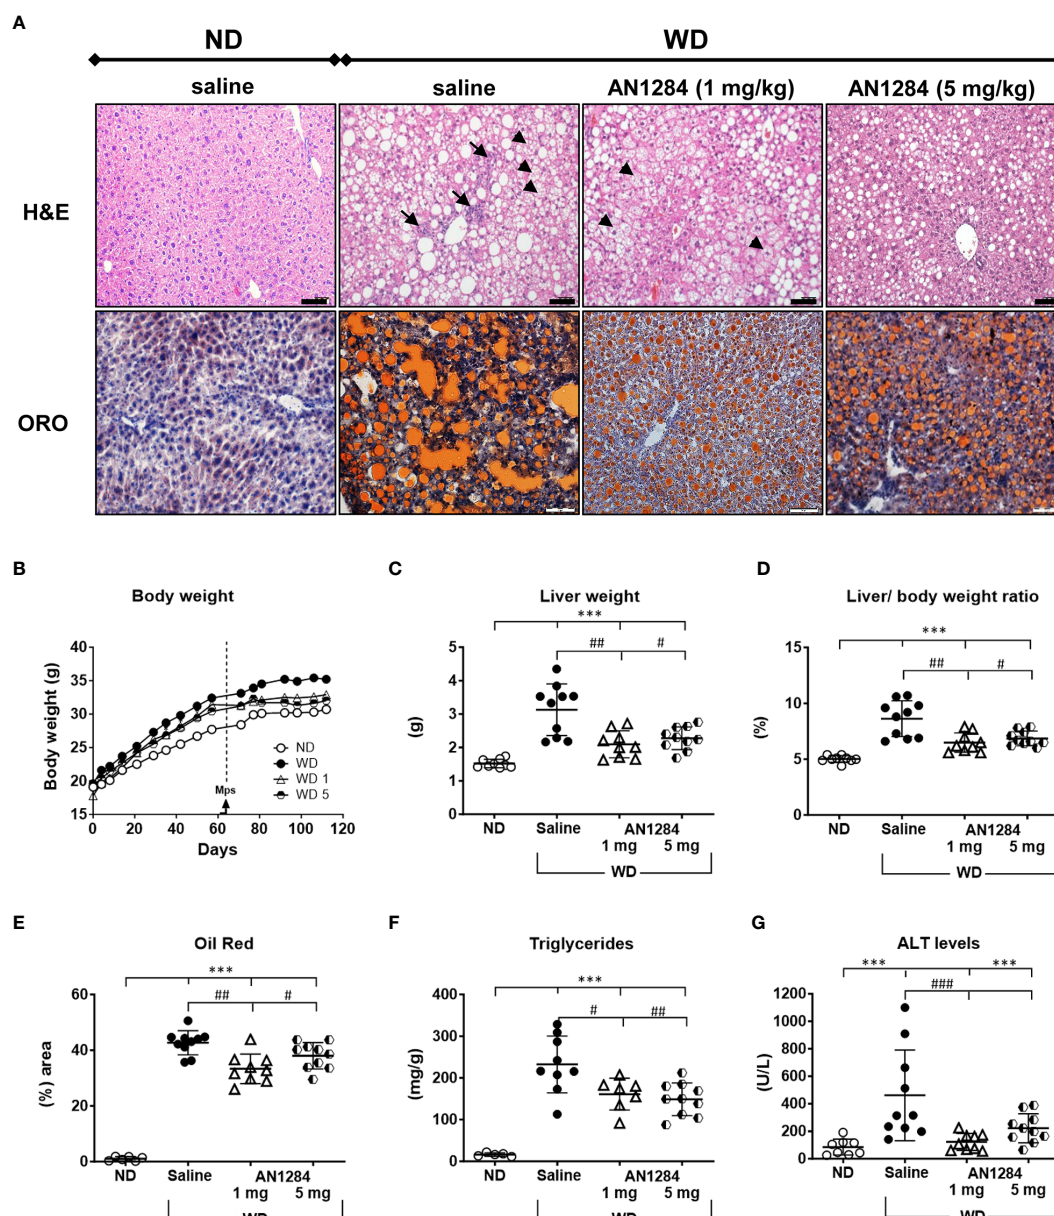 A
ND
WD
saline
saline
AN1284 (1 mg/kg)
AN1284 (5 mg/kg)
H&E
ORO
B
Body weight
Body weight (g)
40
35
30
25
20
15
Mps
ND
WD
WD 1
WD 5
0
20
40
60
80
100
120
Days
C
Liver weight
***
##
#
(g)
5
4
3
2
1
0
ND
Saline
AN1284
1 mg
5 mg
WD
D
Liver/ body weight ratio
***
##
#
(%)
15
10
5
0
ND
Saline
AN1284
1 mg
5 mg
WD
E
Oil Red
***
##
#
(%) area
60
40
20
0
ND
Saline
AN1284
1 mg
5 mg
WD
F
Triglycerides
***
#
##
(mg/g)
400
300
200
100
0
ND
Saline
AN1284
1 mg
5 mg
WD
G
ALT levels
***
***
###
(U/L)
1200
1000
800
600
400
200
0
ND
Saline
AN1284
1 mg
5 mg
WD